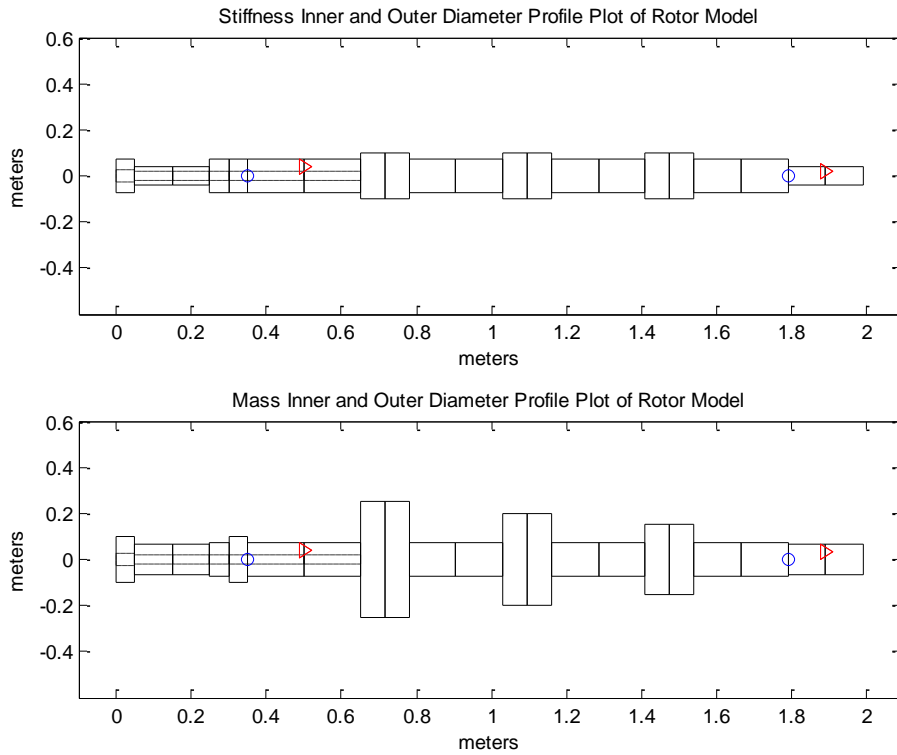 Stiffness Inner and Outer Diameter Profile Plot of Rotor Model
0.6
0.4
0.2
0
-0.2
-0.4
meters
0 0.2 0.4 0.6 0.8 1 1.2 1.4 1.6 1.8 2
meters
Mass Inner and Outer Diameter Profile Plot of Rotor Model
0.6
0.4
0.2
0
-0.2
-0.4
meters
0 0.2 0.4 0.6 0.8 1 1.2 1.4 1.6 1.8 2
meters